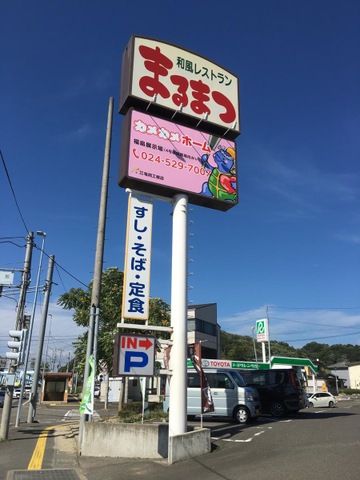 和風レストラン
まるまつ
カメカメホーム
福島展示場
024-529-700
すし・そば・定食
IN
P
TOYOTA